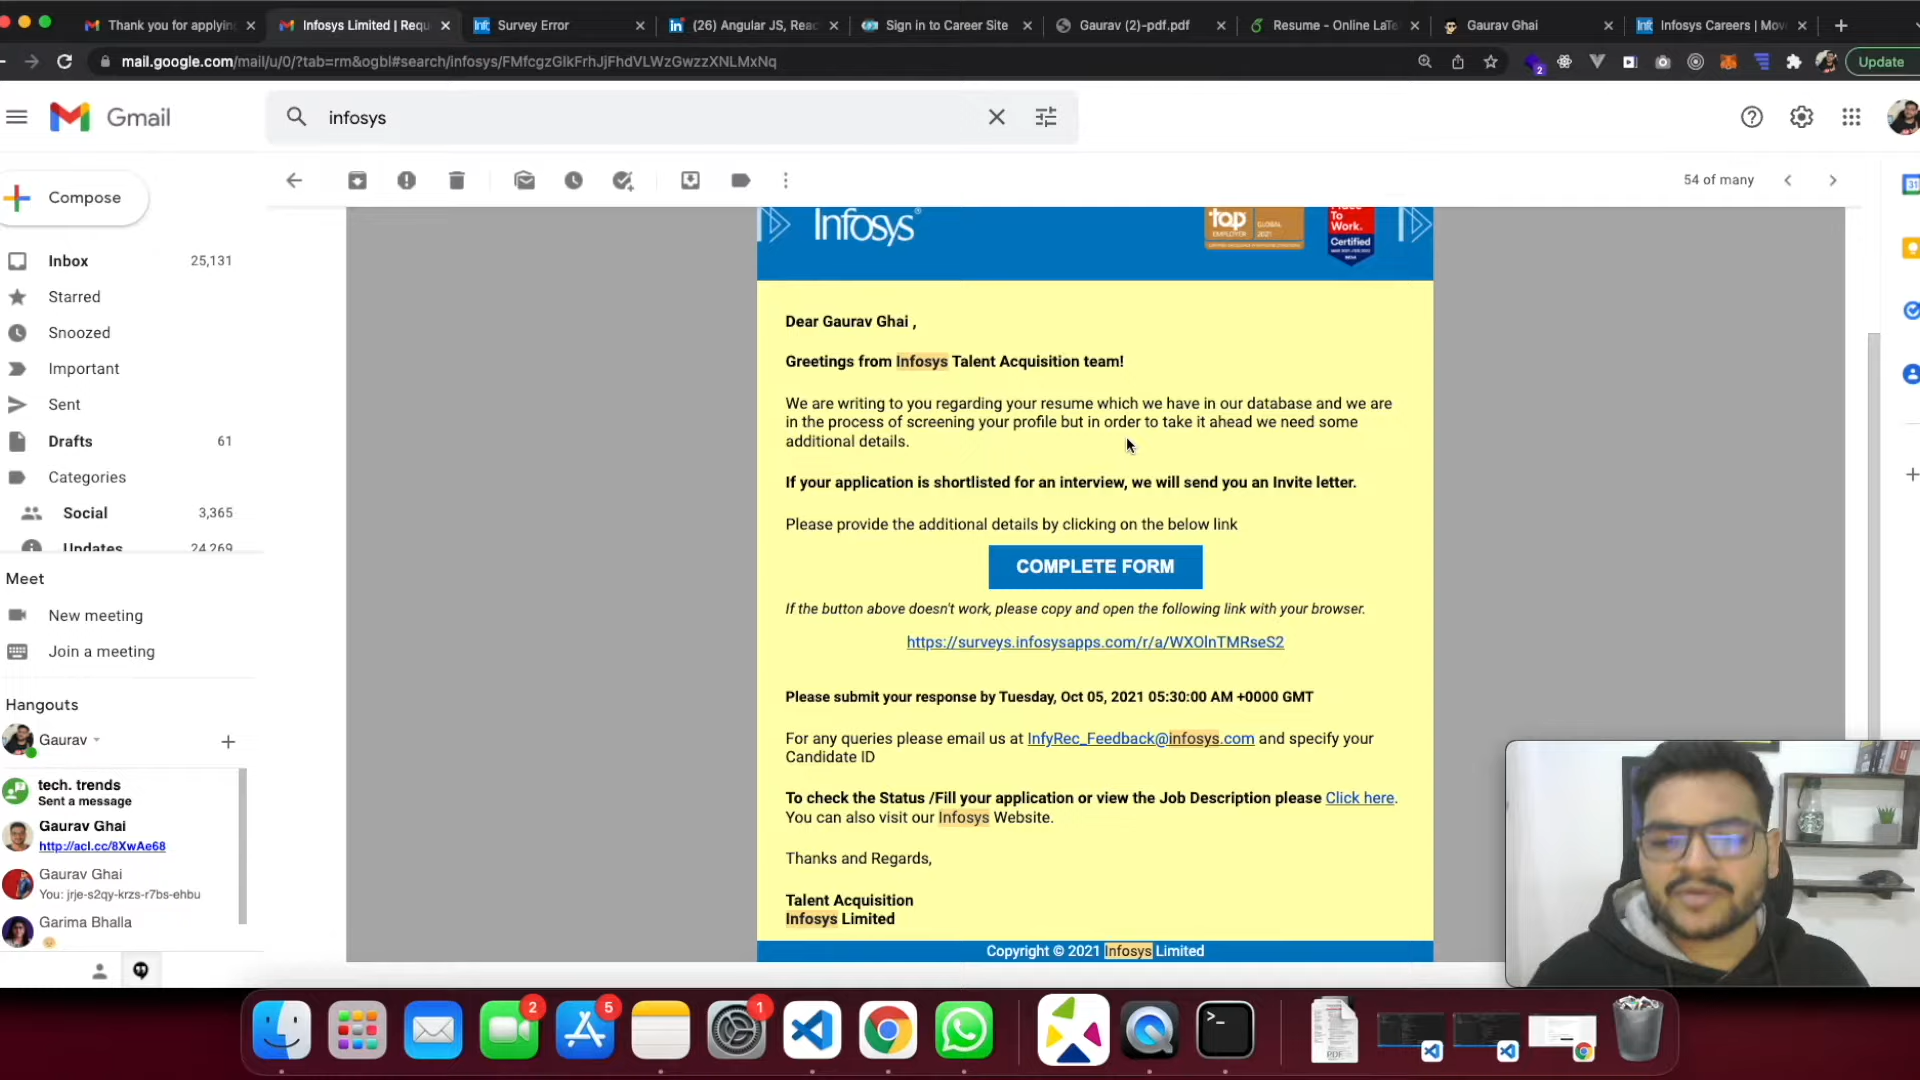 Thank you for applyin
Infosys Limited | Requ
Survey Error
(26) Angular JS, Rea
Sign in to Career Site
Gaurav (2)-pdf.pdf
Resume - Online LaTe
Gaurav Ghai
Infosys Careers | Mov
mail.google.com/mail/u/0/?tab=rm&ogbl#search/infosys/FMfcgzGlkFrhJjFhdVLWzGwzzXNLMxNq
2
Update
Gmail
infosys
Compose
54 of many
Inbox 25,131
Starred
Snoozed
Important
Sent
Drafts 61
Categories
Social 3,365
Updates 24,269
Meet
New meeting
Join a meeting
Hangouts
Gaurav
tech. trends
Sent a message
Gaurav Ghai
http://acl.cc/8XwAe68
Gaurav Ghai
You: jrje-s2qy-krzs-r7bs-ehbu
Garima Bhalla
Infosys®
top
EMPLOYER
GLOBAL
2021
To
Work.
Certified
Dear Gaurav Ghai ,
Greetings from Infosys Talent Acquisition team!
We are writing to you regarding your resume which we have in our database and we are
in the process of screening your profile but in order to take it ahead we need some
additional details.
If your application is shortlisted for an interview, we will send you an Invite letter.
Please provide the additional details by clicking on the below link
COMPLETE FORM
If the button above doesn't work, please copy and open the following link with your browser.
https://surveys.infosysapps.com/r/a/WXOlnTMRseS2
Please submit your response by Tuesday, Oct 05, 2021 05:30:00 AM +0000 GMT
For any queries please email us at InfyRec_Feedback@infosys.com and specify your
Candidate ID
To check the Status /Fill your application or view the Job Description please Click here.
You can also visit our Infosys Website.
Thanks and Regards,
Talent Acquisition
Infosys Limited
Copyright © 2021 Infosys Limited
31
2
5
1
>_
PDF